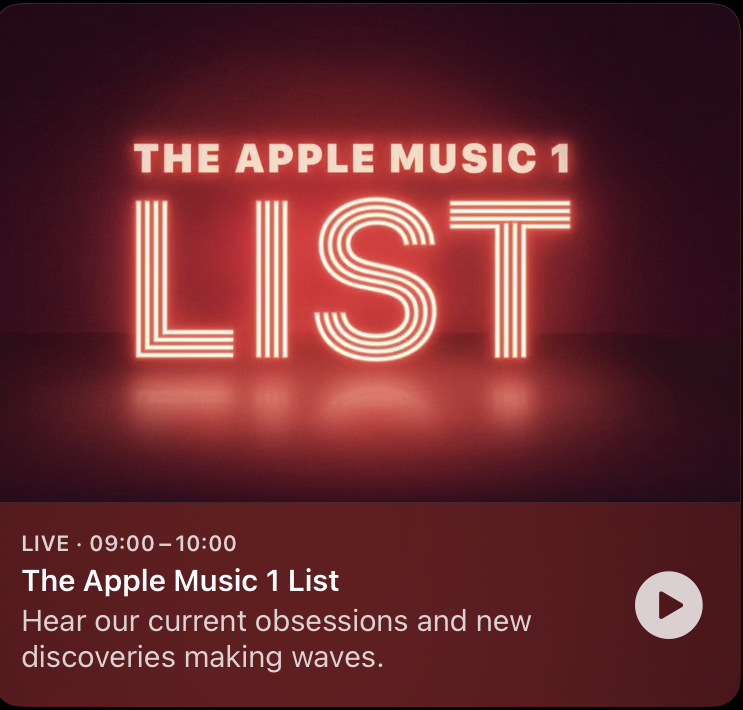 THE APPLE MUSIC 1
LIST
LIVE · 09:00–10:00
The Apple Music 1 List
Hear our current obsessions and new
discoveries making waves.